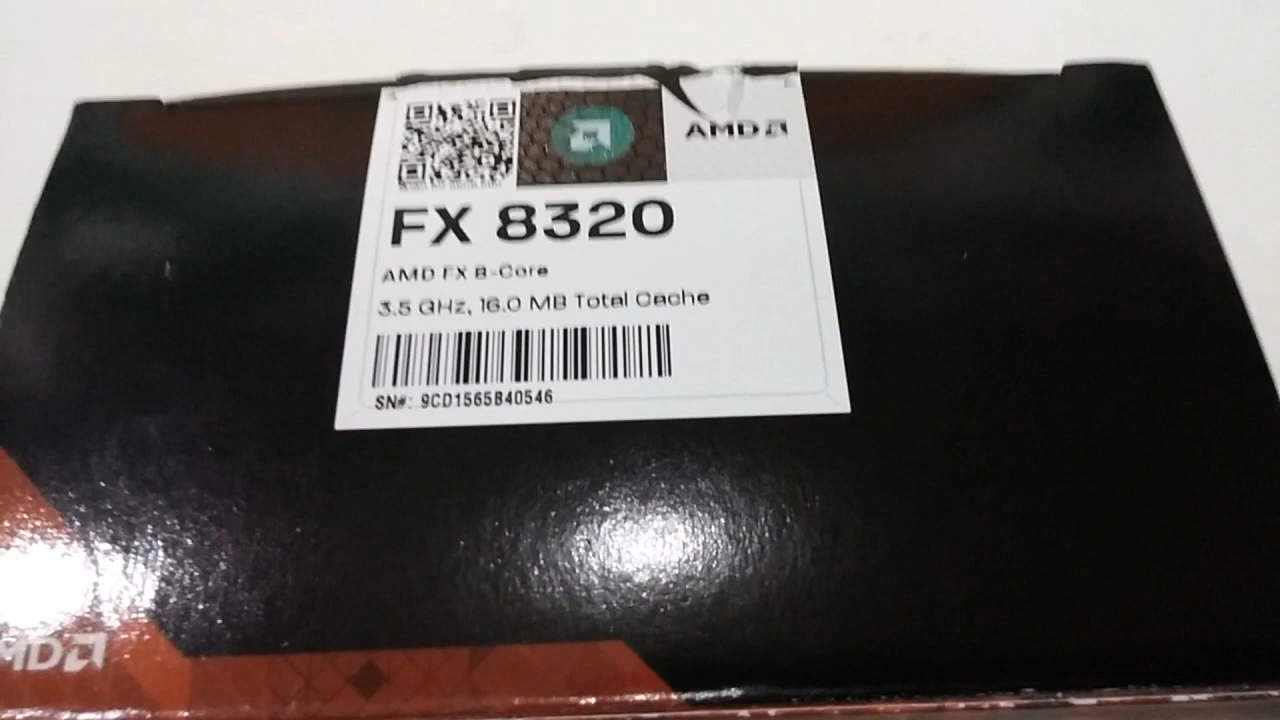 AMD
FX 8320
AMD FX 8-Core
3.5 GHz, 16.0 MB Total Cache
SN#: 9CD1565B40546
AMD